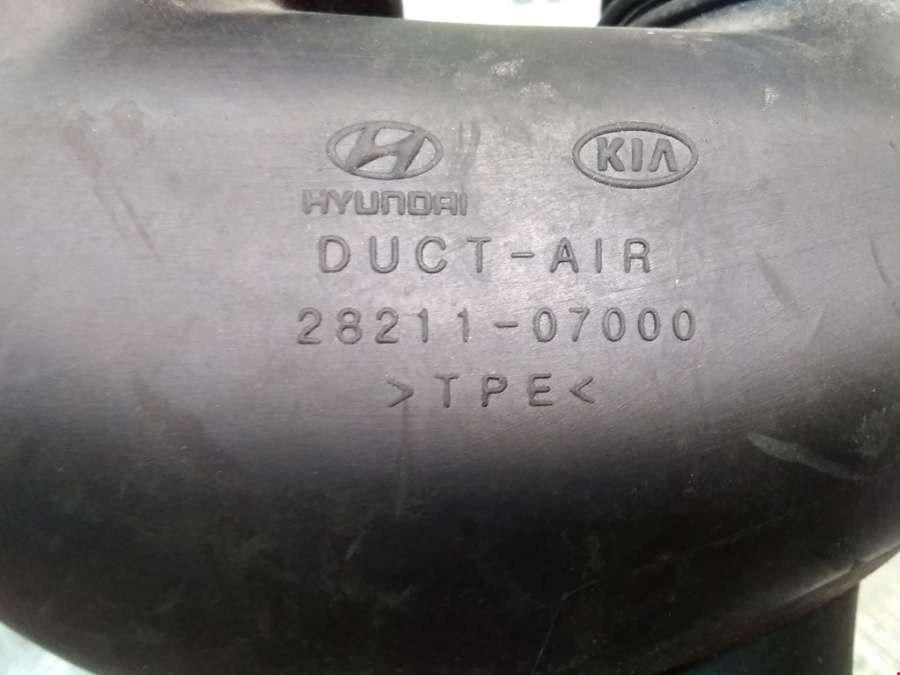 KIA
HYUNDAI
DUCT-AIR
28211-07000
>TPE<